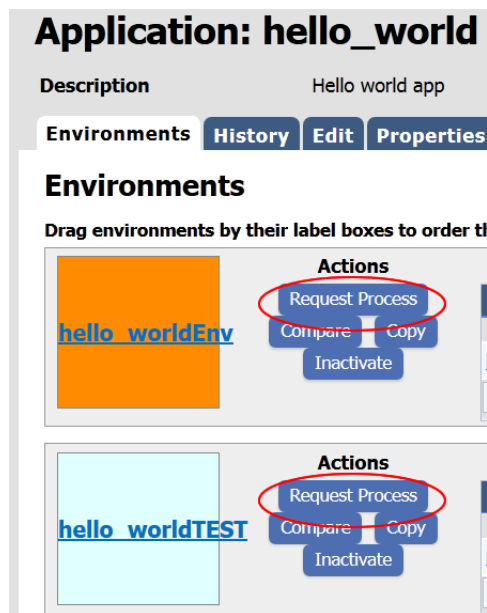 Application: hello_world
Description Hello world app
Environments History Edit Properties
Environments
Drag environments by their label boxes to order
Actions
Request Process
hello_worldEnv
Compare Copy
Inactivate
Actions
Request Process
hello_worldTEST
Compare Copy
Inactivate